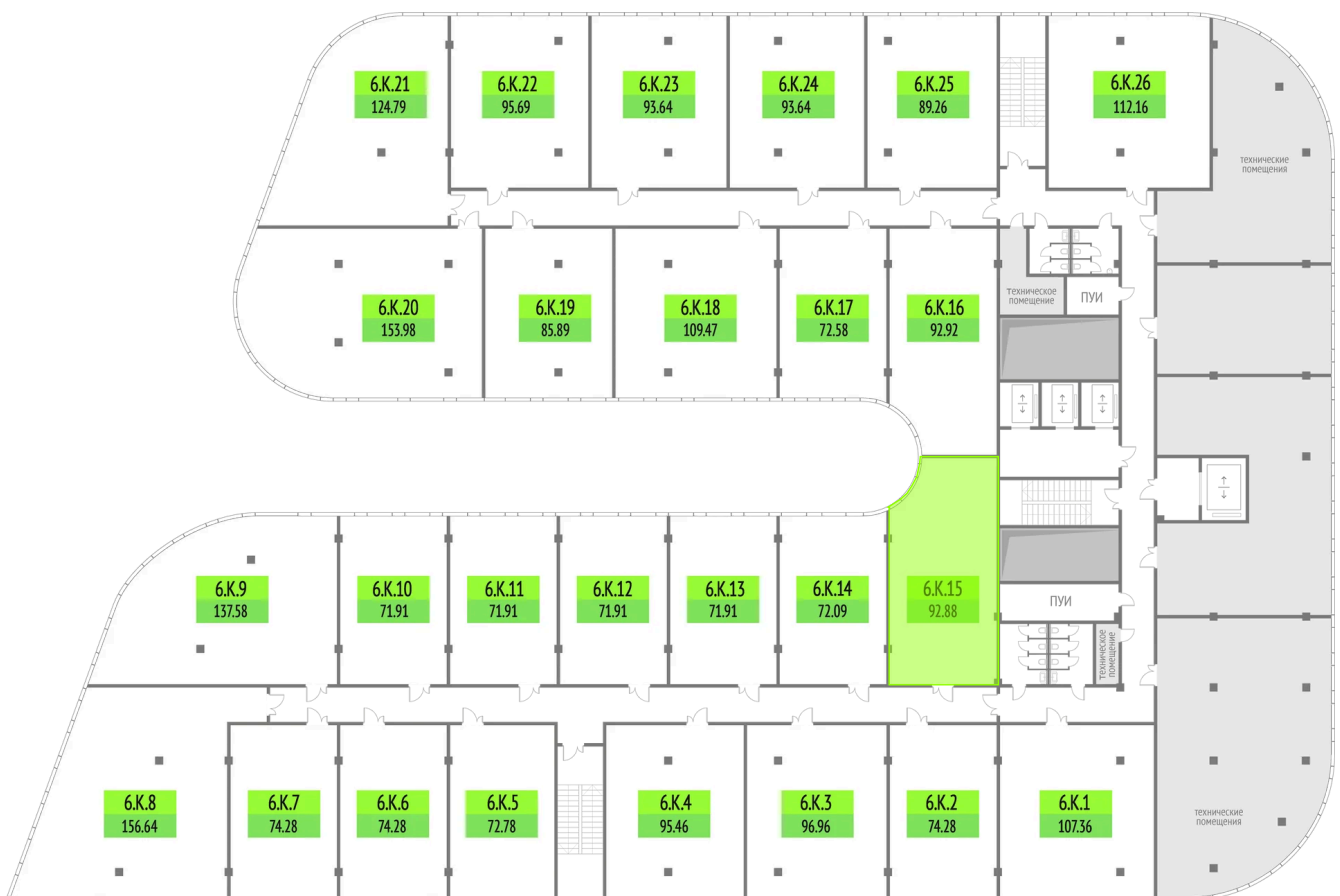 6.К.21
124.79
6.К.22
95.69
6.К.23
93.64
6.К.24
93.64
6.К.25
89.26
6.К.26
112.16
технические
помещения
6.К.20
153.98
6.К.19
85.89
6.К.18
109.47
6.К.17
72.58
6.К.16
92.92
техническое
помещение
ПУИ
6.К.9
137.58
6.К.10
71.91
6.К.11
71.91
6.К.12
71.91
6.К.13
71.91
6.К.14
72.09
6.К.15
92.88
ПУИ
техническое
помещение
6.К.8
156.64
6.К.7
74.28
6.К.6
74.28
6.К.5
72.78
6.К.4
95.46
6.К.3
96.96
6.К.2
74.28
6.К.1
107.36
технические
помещения